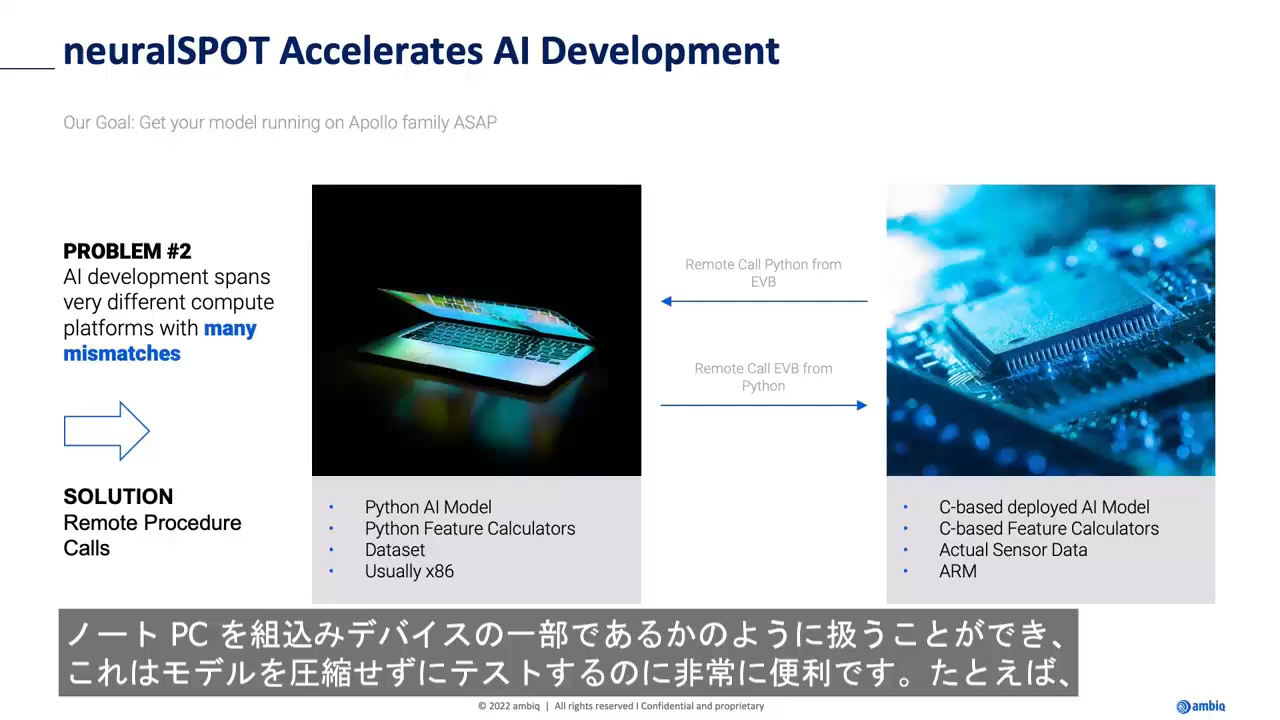 neuralSPOT Accelerates AI Development
Our Goal: Get your model running on Apollo family ASAP
PROBLEM #2
AI development spans
very different compute
platforms with many
mismatches
SOLUTION
Remote Procedure
Calls
Remote Call Python from
EVB
Remote Call EVB from
Python
• Python AI Model
• Python Feature Calculators
• Dataset
• Usually x86
• C-based deployed AI Model
• C-based Feature Calculators
• Actual Sensor Data
• ARM
ノート PC を組込みデバイスの一部であるかのように扱うことができ、
これはモデルを圧縮せずにテストするのに非常に便利です。たとえば、
© 2022 ambiq | All rights reserved I Confidential and proprietary
ambiq